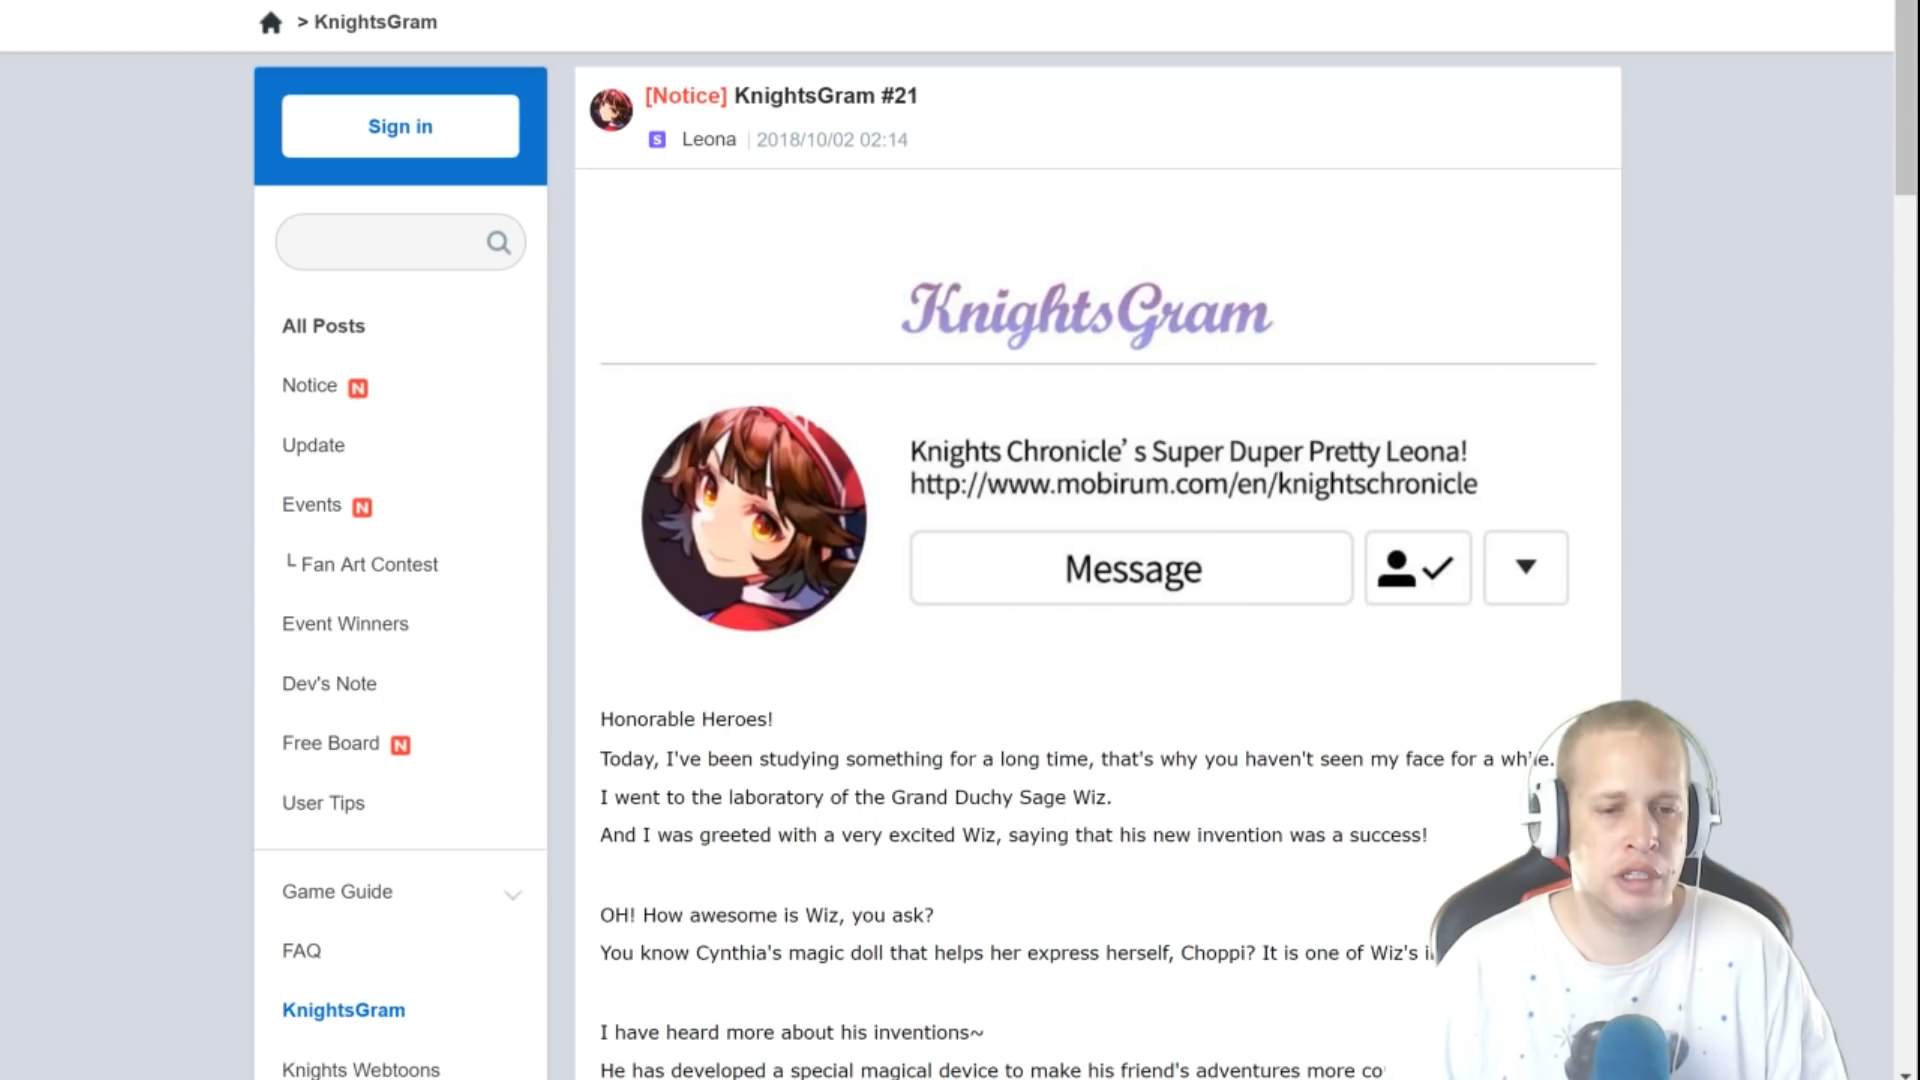 > KnightsGram
Sign in
All Posts
Notice N
Update
Events N
└ Fan Art Contest
Event Winners
Dev's Note
Free Board N
User Tips
Game Guide
FAQ
KnightsGram
Knights Webtoons
[Notice] KnightsGram #21
S Leona | 2018/10/02 02:14
KnightsGram
Knights Chronicle's Super Duper Pretty Leona!
http://www.mobirum.com/en/knightschronicle
Message
Honorable Heroes!
Today, I've been studying something for a long time, that's why you haven't seen my face for a while.
I went to the laboratory of the Grand Duchy Sage Wiz.
And I was greeted with a very excited Wiz, saying that his new invention was a success!
OH! How awesome is Wiz, you ask?
You know Cynthia's magic doll that helps her express herself, Choppi? It is one of Wiz's
I have heard more about his inventions~
He has developed a special magical device to make his friend's adventures more